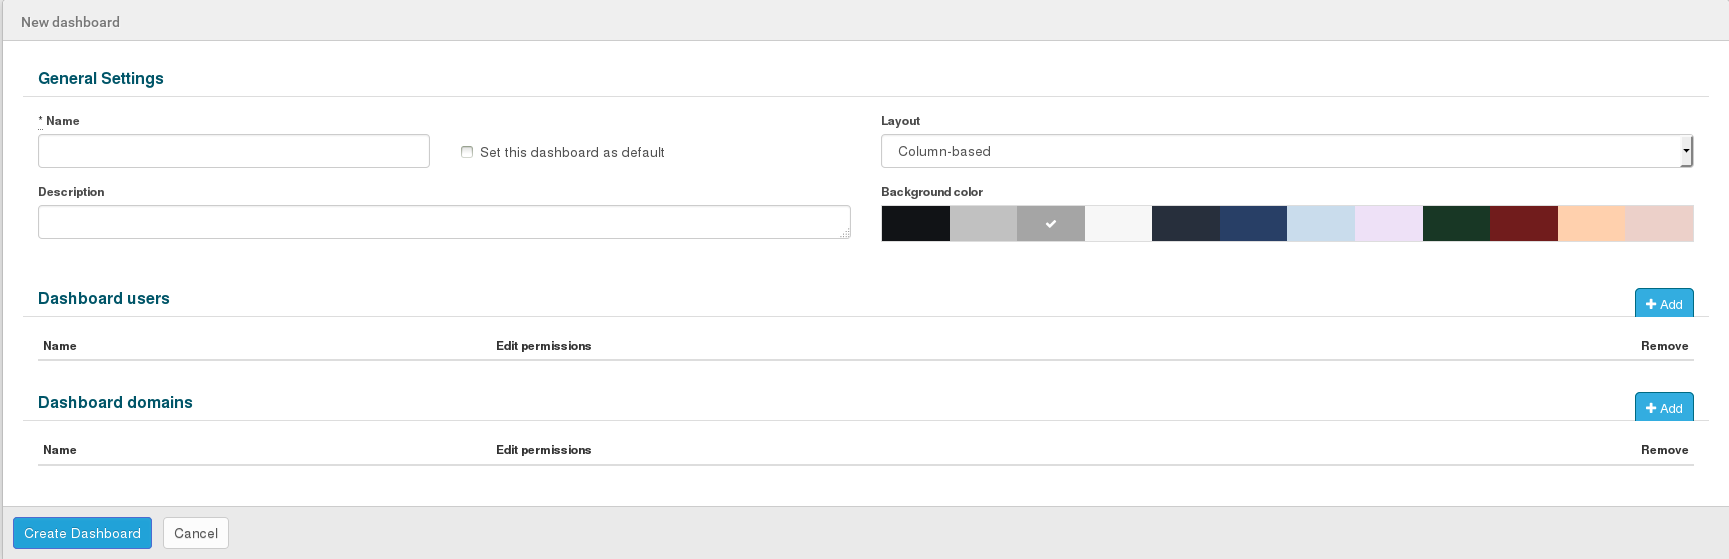 New dashboard
General Settings
* Name
Set this dashboard as default
Layout
Column-based
Description
Background color
Dashboard users
Add
Name Edit permissions Remove
Dashboard domains
Add
Name Edit permissions Remove
Create Dashboard Cancel